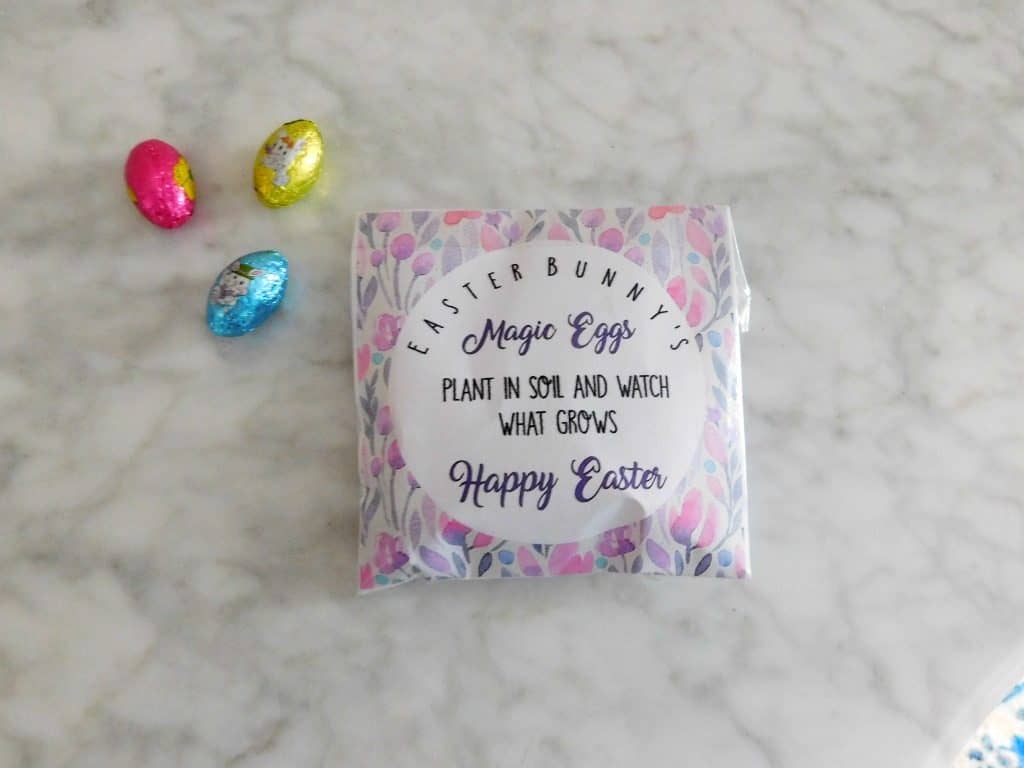 EASTER BUNNY'S
Magic Eggs
PLANT IN SOIL AND WATCH
WHAT GROWS
Happy Easter